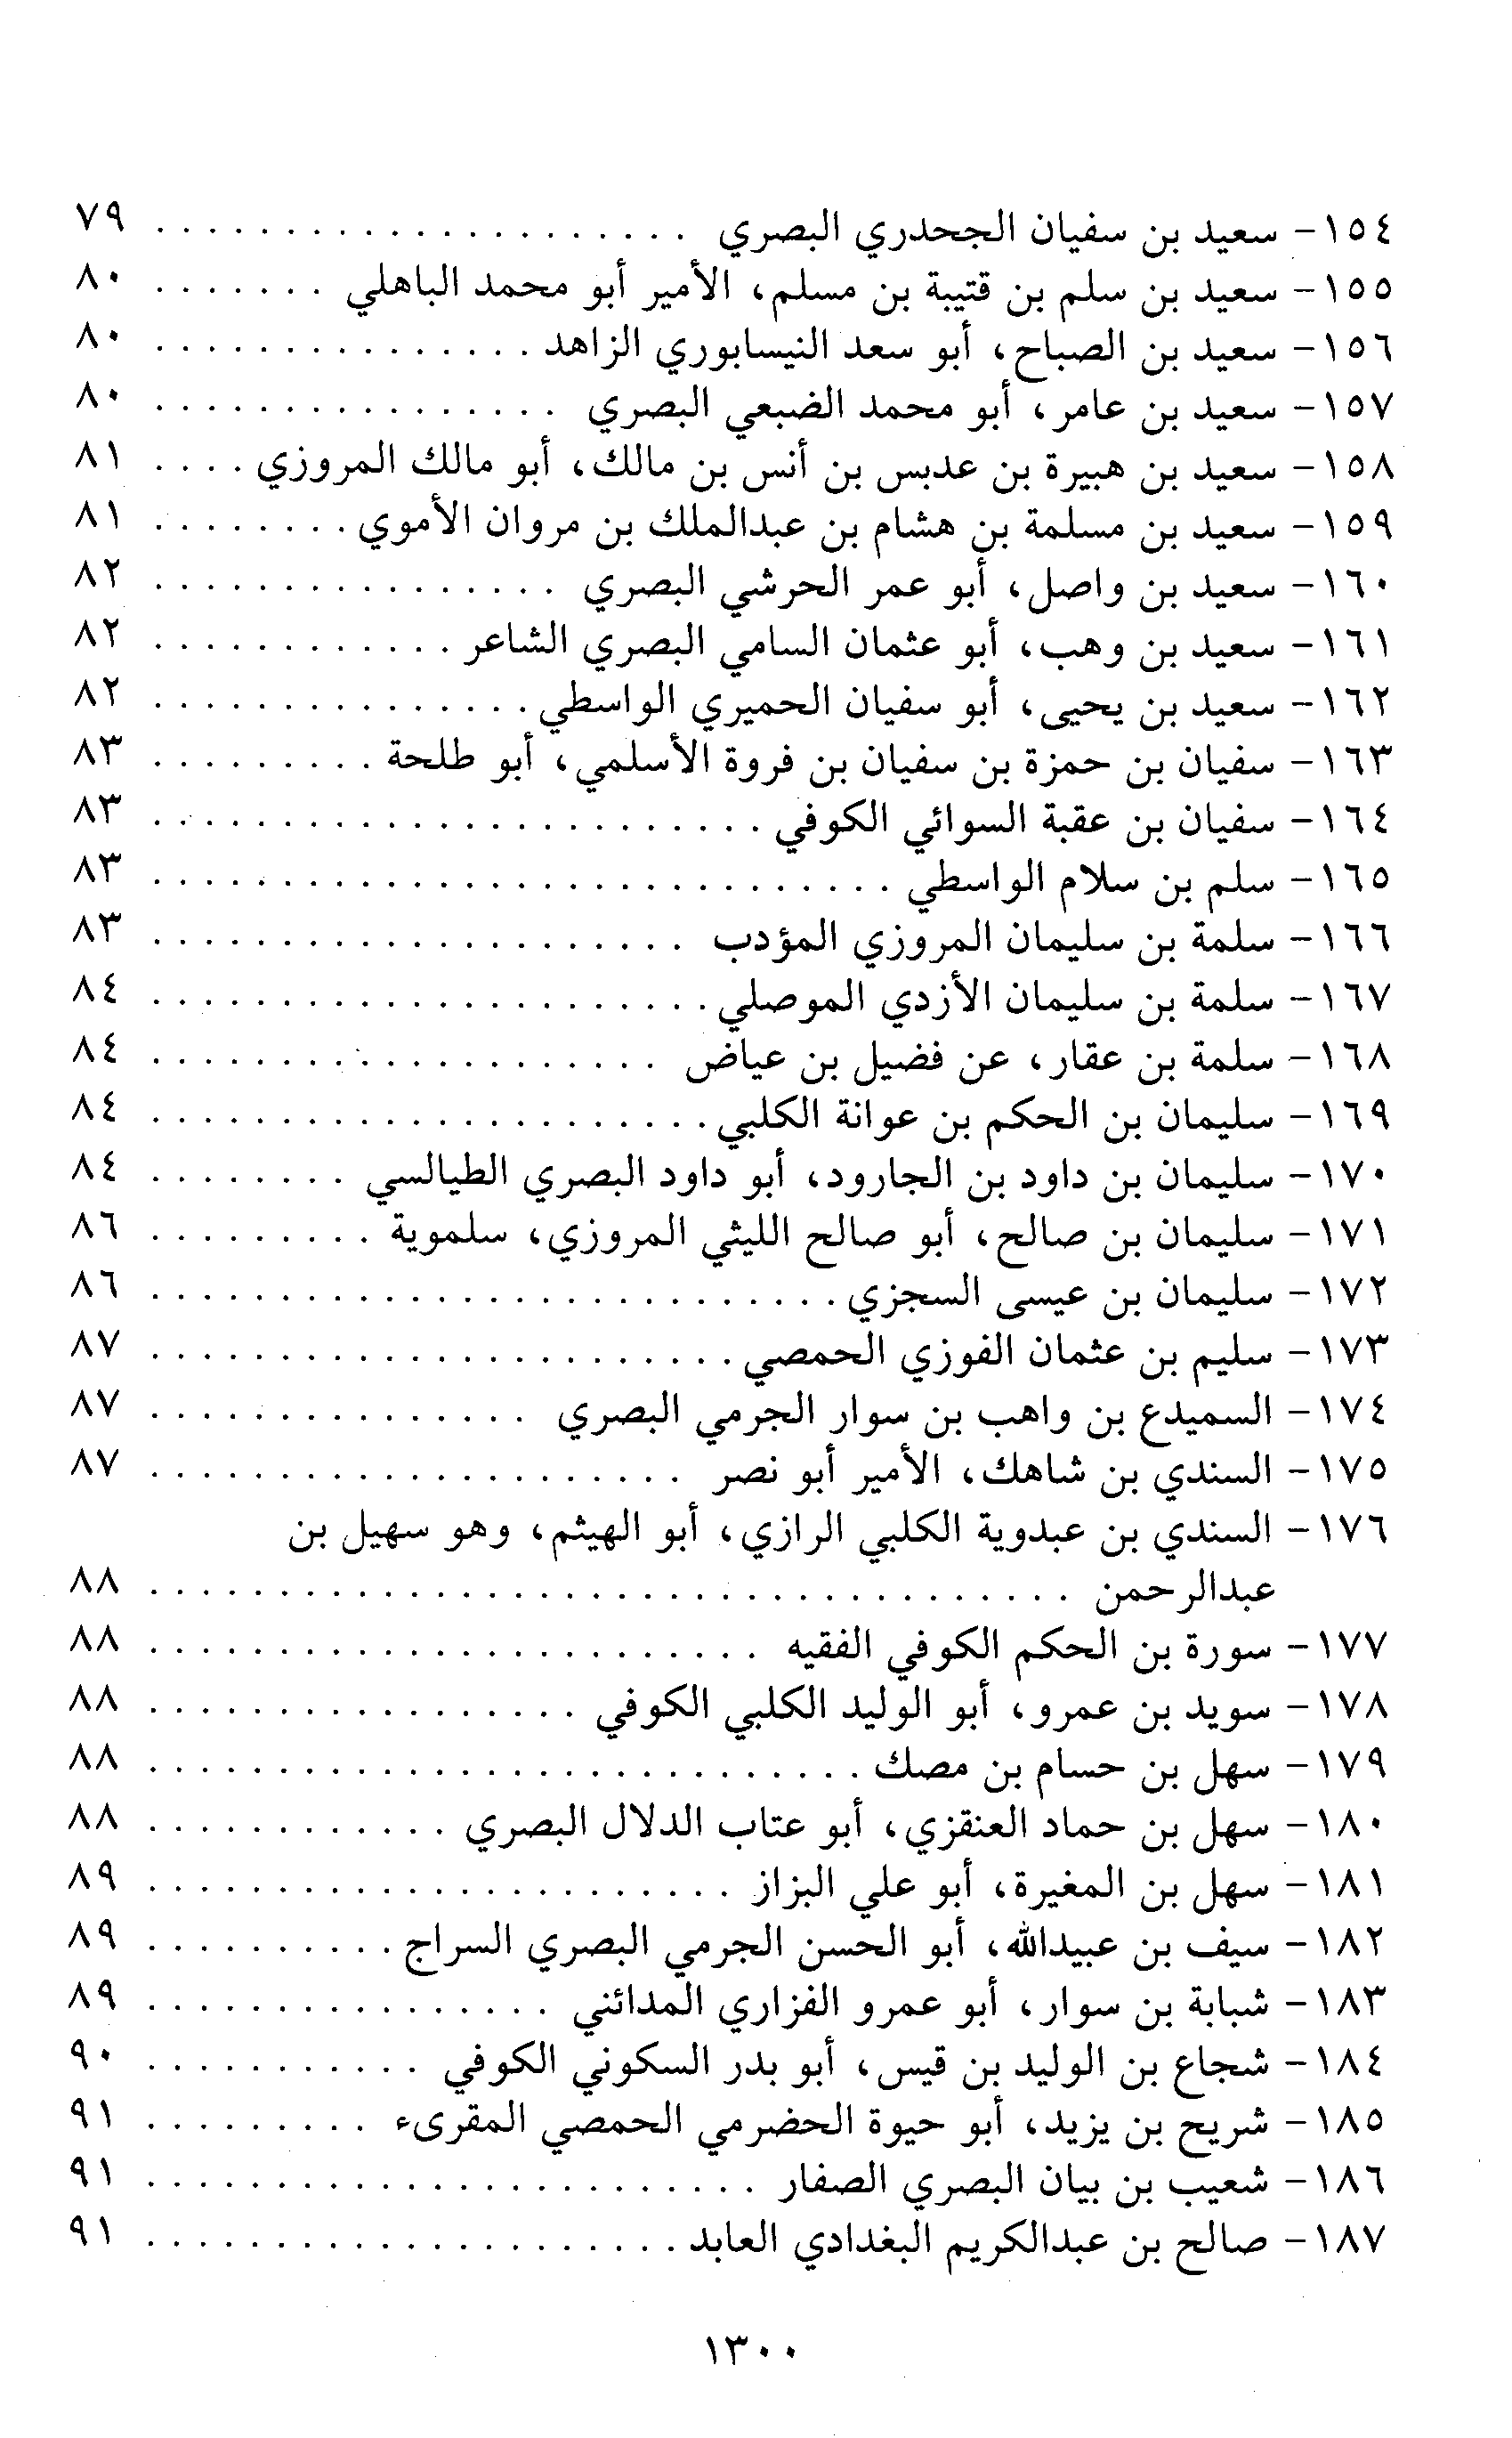 ١٥٤- سعيد بن سفيان الجحدري البصري . . . . . . . . . . . . . . . . . . . . . ٧٩
١٥٥- سعيد بن سلم بن قتيبة بن مسلم، الأمير أبو محمد الباهلي . . . . . . . ٨٠
١٥٦- سعيد بن الصباح، أبو سعد النيسابوري الزاهد . . . . . . . . . . . . . . . ٨٠
١٥٧- سعيد بن عامر، أبو محمد الضبعي البصري . . . . . . . . . . . . . . . . ٨٠
١٥٨- سعيد بن هبيرة بن عدبس بن أنس بن مالك، أبو مالك المروزي . . . . ٨١
١٥٩- سعيد بن مسلمة بن هشام بن عبدالملك بن مروان الأموي . . . . . . . . ٨١
١٦٠- سعيد بن واصل، أبو عمر الحرشي البصري . . . . . . . . . . . . . . . . ٨٢
١٦١- سعيد بن وهب، أبو عثمان السامي البصري الشاعر . . . . . . . . . . . . ٨٢
١٦٢- سعيد بن يحيى، أبو سفيان الحميري الواسطي . . . . . . . . . . . . . . . ٨٢
١٦٣- سفيان بن حمزة بن سفيان بن فروة الأسلمي، أبو طلحة . . . . . . . . . ٨٣
١٦٤- سفيان بن عقبة السوائي الكوفي . . . . . . . . . . . . . . . . . . . . . . . . ٨٣
١٦٥- سلم بن سلام الواسطي . . . . . . . . . . . . . . . . . . . . . . . . . . . . . ٨٣
١٦٦- سلمة بن سليمان المروزي المؤدب . . . . . . . . . . . . . . . . . . . . . ٨٣
١٦٧- سلمة بن سليمان الأزدي الموصلي . . . . . . . . . . . . . . . . . . . . . . ٨٤
١٦٨- سلمة بن عقار، عن فضيل بن عياض . . . . . . . . . . . . . . . . . . . . ٨٤
١٦٩- سليمان بن الحكم بن عوانة الكلبي . . . . . . . . . . . . . . . . . . . . . . ٨٤
١٧٠- سليمان بن داود بن الجارود، أبو داود البصري الطيالسي . . . . . . . . ٨٤
١٧١- سليمان بن صالح، أبو صالح الليثي المروزي، سلموية . . . . . . . . . ٨٦
١٧٢- سليمان بن عيسى السجزي . . . . . . . . . . . . . . . . . . . . . . . . . . . ٨٦
١٧٣- سليم بن عثمان الفوزي الحمصي . . . . . . . . . . . . . . . . . . . . . . . ٨٧
١٧٤- السميدع بن واهب بن سوار الجرمي البصري . . . . . . . . . . . . . . . ٨٧
١٧٥- السندي بن شاهك، الأمير أبو نصر . . . . . . . . . . . . . . . . . . . . . ٨٧
١٧٦- السندي بن عبدوية الكلبي الرازي، أبو الهيثم، وهو سهيل بن
عبدالرحمن . . . . . . . . . . . . . . . . . . . . . . . . . . . . . . . . . . . . ٨٨
١٧٧- سورة بن الحكم الكوفي الفقيه . . . . . . . . . . . . . . . . . . . . . . . . ٨٨
١٧٨- سويد بن عمرو، أبو الوليد الكلبي الكوفي . . . . . . . . . . . . . . . . . ٨٨
١٧٩- سهل بن حسام بن مصك . . . . . . . . . . . . . . . . . . . . . . . . . . . . ٨٨
١٨٠- سهل بن حماد العنقزي، أبو عتاب الدلال البصري . . . . . . . . . . . . ٨٨
١٨١- سهل بن المغيرة، أبو علي البزاز . . . . . . . . . . . . . . . . . . . . . . . ٨٩
١٨٢- سيف بن عبيدالله، أبو الحسن الجرمي البصري السراج . . . . . . . . . . ٨٩
١٨٣- شبابة بن سوار، أبو عمرو الفزاري المدائني . . . . . . . . . . . . . . . . ٨٩
١٨٤- شجاع بن الوليد بن قيس، أبو بدر السكوني الكوفي . . . . . . . . . . . ٩٠
١٨٥- شريح بن يزيد، أبو حيوة الحضرمي الحمصي المقرىء . . . . . . . . . ٩١
١٨٦- شعيب بن بيان البصري الصفار . . . . . . . . . . . . . . . . . . . . . . . . ٩١
١٨٧- صالح بن عبدالكريم البغدادي العابد . . . . . . . . . . . . . . . . . . . . . ٩١
١٣٠٠